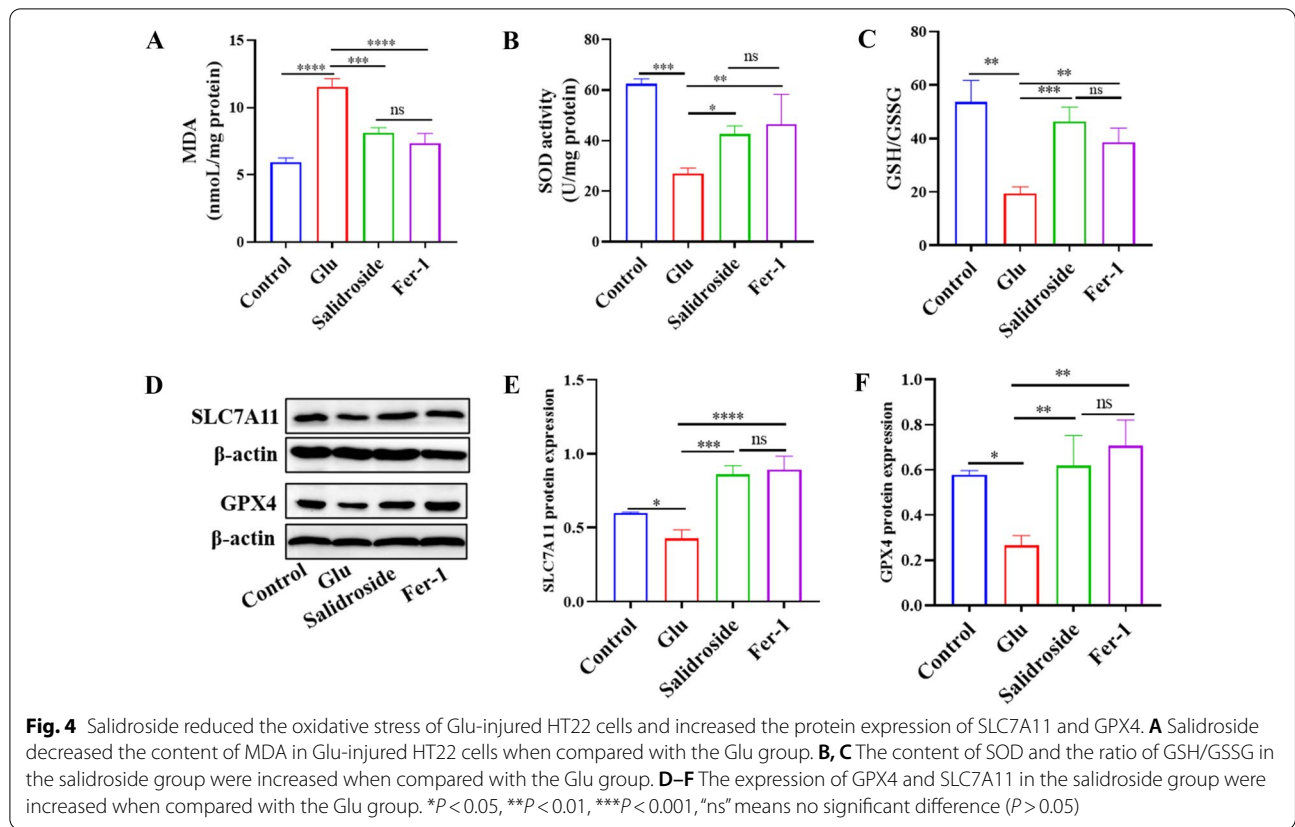 A
MDA
(nmoL/mg protein)
15
10
5
0
****
***
****
ns
Control
Glu
Salidroside
Fer-1
B
SOD activity
(U/mg protein)
80
60
40
20
0
ns
***
**
*
Control
Glu
Salidroside
Fer-1
C
GSH/GSSG
80
60
40
20
0
**
**
***
ns
Control
Glu
Salidroside
Fer-1
D
SLC7A11
β-actin
GPX4
β-actin
Control
Glu
Salidroside
Fer-1
E
SLC7A11 protein expression
1.5
1.0
0.5
0.0
****
***
ns
*
Control
Glu
Salidroside
Fer-1
F
GPX4 protein expression
1.0
0.8
0.6
0.4
0.2
0.0
**
**
ns
*
Control
Glu
Salidroside
Fer-1
Fig. 4 Salidroside reduced the oxidative stress of Glu-injured HT22 cells and increased the protein expression of SLC7A11 and GPX4. A Salidroside
decreased the content of MDA in Glu-injured HT22 cells when compared with the Glu group. B, C The content of SOD and the ratio of GSH/GSSG in
the salidroside group were increased when compared with the Glu group. D–F The expression of GPX4 and SLC7A11 in the salidroside group were
increased when compared with the Glu group. *P < 0.05, **P < 0.01, ***P < 0.001, “ns” means no significant difference (P > 0.05)